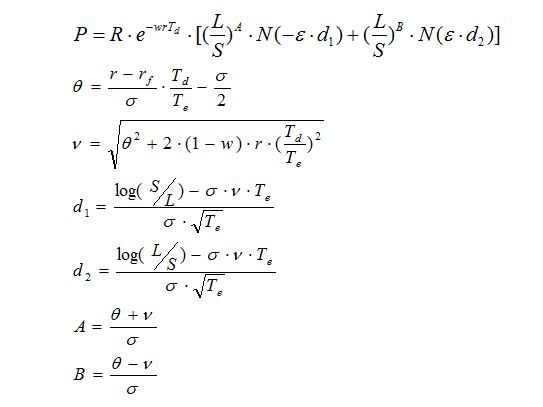 P = R · e^{-wrT_d} · [(L/S)^A · N(−ε · d_1) + (L/S)^B · N(ε · d_2)]
θ = (r − r_f)/σ · T_d/T_e − σ/2
ν = √(θ^2 + 2 · (1 − w) · r · (T_d/T_e)^2)
d_1 = (log(S/L) − σ · ν · T_e)/(σ · √T_e)
d_2 = (log(L/S) − σ · ν · T_e)/(σ · √T_e)
A = (θ + ν)/σ
B = (θ − ν)/σ